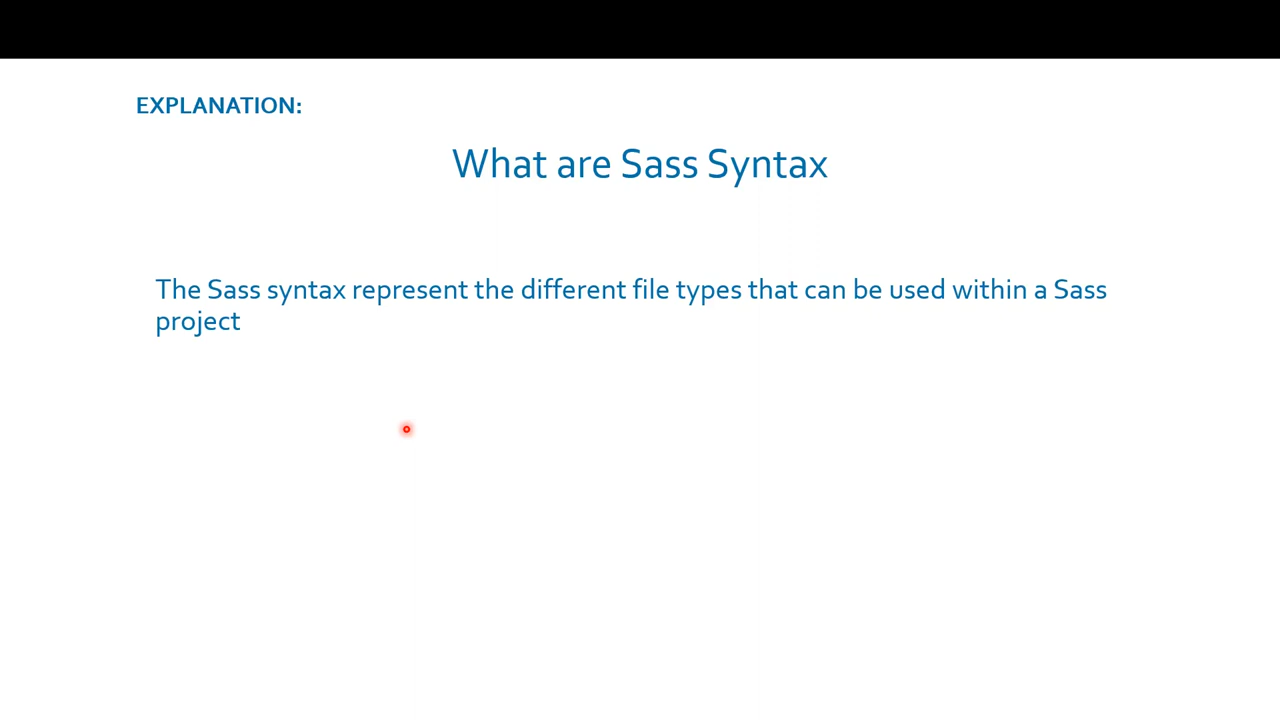 EXPLANATION:
What are Sass Syntax
The Sass syntax represent the different file types that can be used within a Sass
project